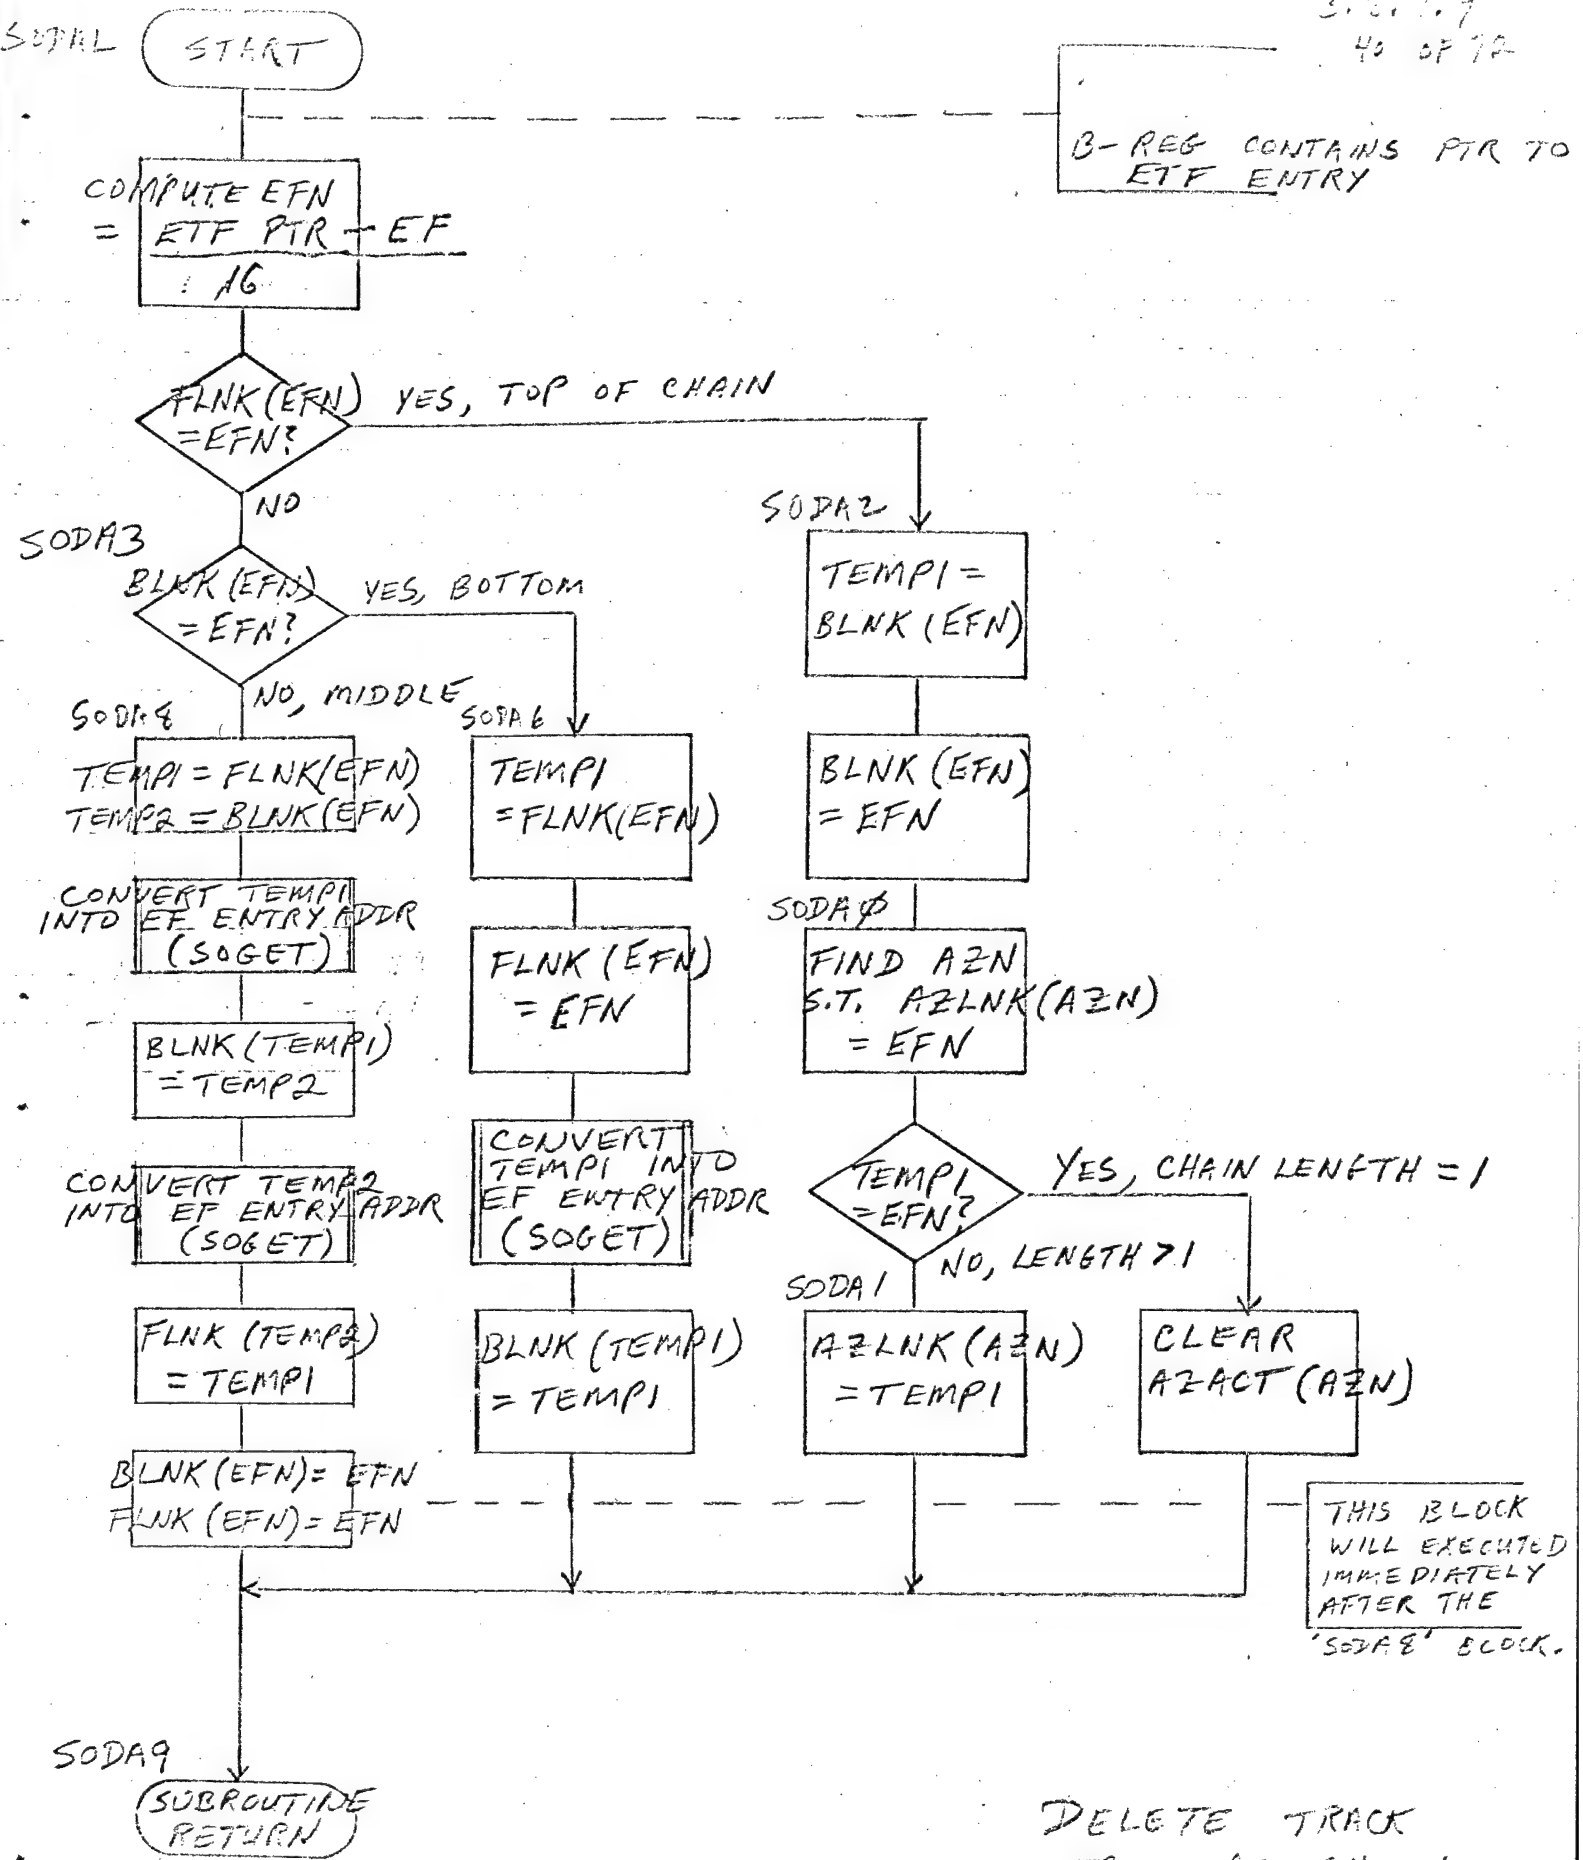 SODAL
START
40 OF 72
B-REG CONTAINS PTR TO
ETF ENTRY
COMPUTE EFN
= ETF PTR - EF
16
FLNK (EFN)
=EFN?
YES, TOP OF CHAIN
NO
SODA3
BLNK (EFN)
=EFN?
YES, BOTTOM
NO, MIDDLE
SODA8
TEMP1 = FLNK(EFN)
TEMP2 = BLNK(EFN)
CONVERT TEMP1
INTO EF ENTRY ADDR
(SOGET)
BLNK (TEMP1)
= TEMP2
CONVERT TEMP2
INTO EF ENTRY ADDR
(SOGET)
FLNK (TEMP2)
= TEMP1
BLNK (EFN) = EFN
FLNK (EFN) = EFN
SODA6
TEMP1
=FLNK(EFN)
FLNK (EFN)
= EFN
CONVERT
TEMP1 INTO
EF ENTRY ADDR
(SOGET)
BLNK (TEMP1)
= TEMP1
SODA2
TEMP1 =
BLNK (EFN)
BLNK (EFN)
= EFN
SODAØ
FIND AZN
S.T. AZLNK (AZN)
= EFN
TEMP1
=EFN?
YES, CHAIN LENGTH = 1
NO, LENGTH >1
SODA1
AZLNK (AZN)
= TEMP1
CLEAR
AZACT (AZN)
THIS BLOCK
WILL EXECUTED
IMMEDIATELY
AFTER THE
'SODA8' BLOCK.
SODA9
SUBROUTINE
RETURN
DELETE TRACK